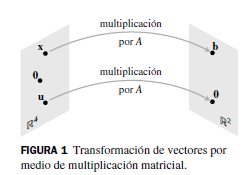 multiplicación
por A
x
b
0
multiplicación
por A
u
0
ℝ⁴
ℝ²
FIGURA 1 Transformación de vectores por
medio de multiplicación matricial.